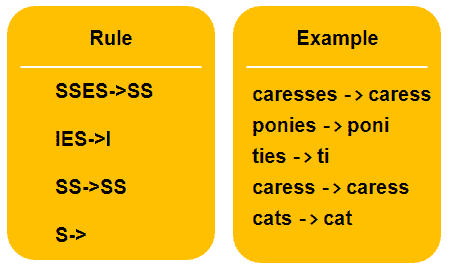 Rule
SSES->SS
IES->I
SS->SS
S->
Example
caresses -> caress
ponies -> poni
ties -> ti
caress -> caress
cats -> cat